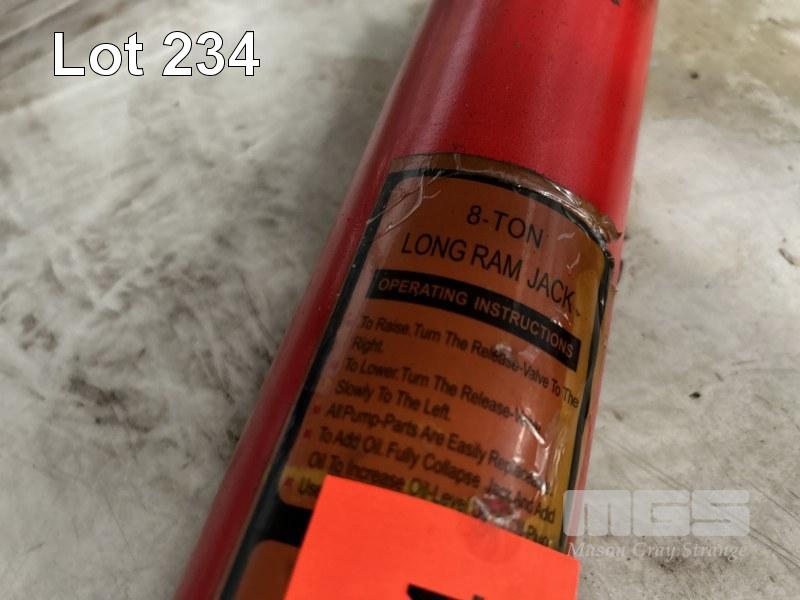 Lot 234
8-TON
LONG RAM JACK
OPERATING INSTRUCTIONS
To Raise.Turn The Release-Valve To The
Right.
To Lower.Turn The Release-
Slowly To The Left.
All Pump-Parts Are Easily
To Add Oil. Fully Collapse Jack And Add
Oil To Increase Oil-Level
MGS
Mason Gray Strange